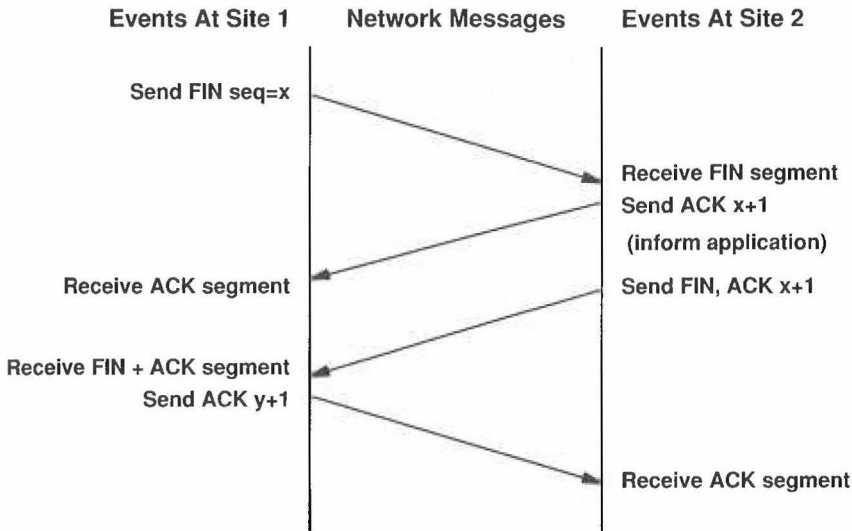 Events At Site 1
Network Messages
Events At Site 2
Send FIN seq=x
Receive FIN segment
Send ACK x+1
(inform application)
Receive ACK segment
Send FIN, ACK x+1
Receive FIN + ACK segment
Send ACK y+1
Receive ACK segment